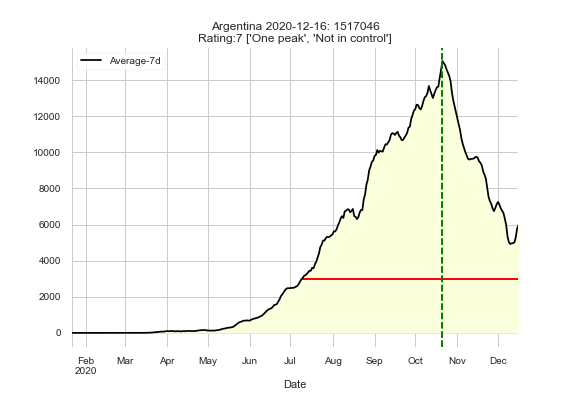 Argentina 2020-12-16: 1517046
Rating:7 ['One peak', 'Not in control']
Average-7d
14000
12000
10000
8000
6000
4000
2000
0
Feb Mar Apr May Jun Jul Aug Sep Oct Nov Dec
2020
Date